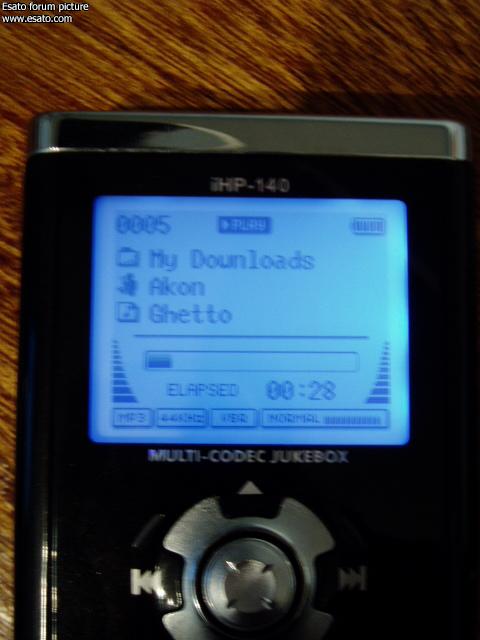 Esato forum picture
www.esato.com
iHP-140
0005 PLAY
My Downloads
Akon
Ghetto
ELAPSED 00:28
MP3 44KHz VBR NORMAL
MULTI-CODEC JUKEBOX